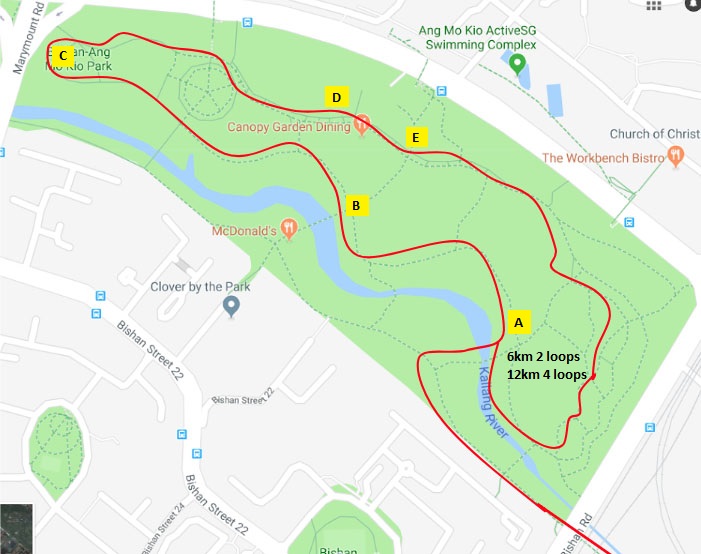 Marymount Rd
Ang Mo Kio ActiveSG
Swimming Complex
C
an-Ang
Mo Kio Park
D
Canopy Garden Dining
E
Church of Christ
The Workbench Bistro
B
McDonald's
Clover by the Park
A
6km 2 loops
12km 4 loops
Bishan Street 22
Bishan Street 22
Kallang River
Bishan Street 22
Bishan Street 24
Bishan Rd
Bishan